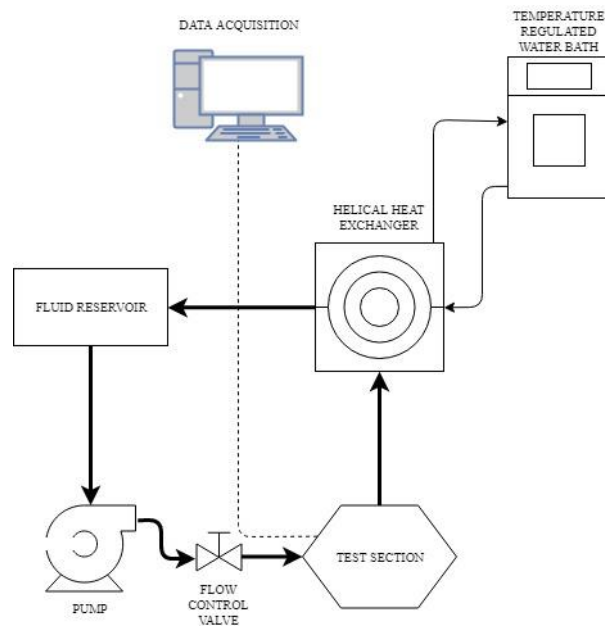 DATA ACQUISITION
TEMPERATURE
REGULATED
WATER BATH
HELICAL HEAT
EXCHANGER
FLUID RESERVOIR
TEST SECTION
PUMP
FLOW
CONTROL
VALVE